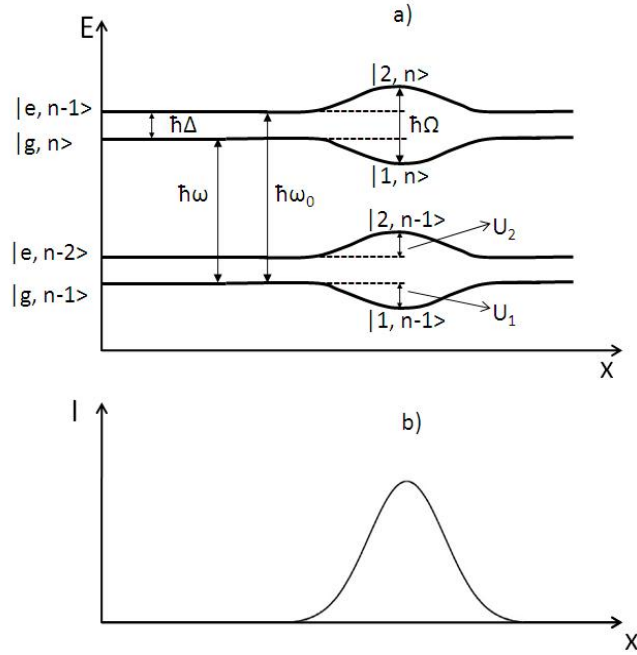 a)
E
|2, n>
|e, n-1>
ħΔ
|g, n>
ħΩ
|1, n>
ħω
ħω₀
|2, n-1>
U₂
|e, n-2>
|g, n-1>
|1, n-1>
U₁
X
I
b)
X